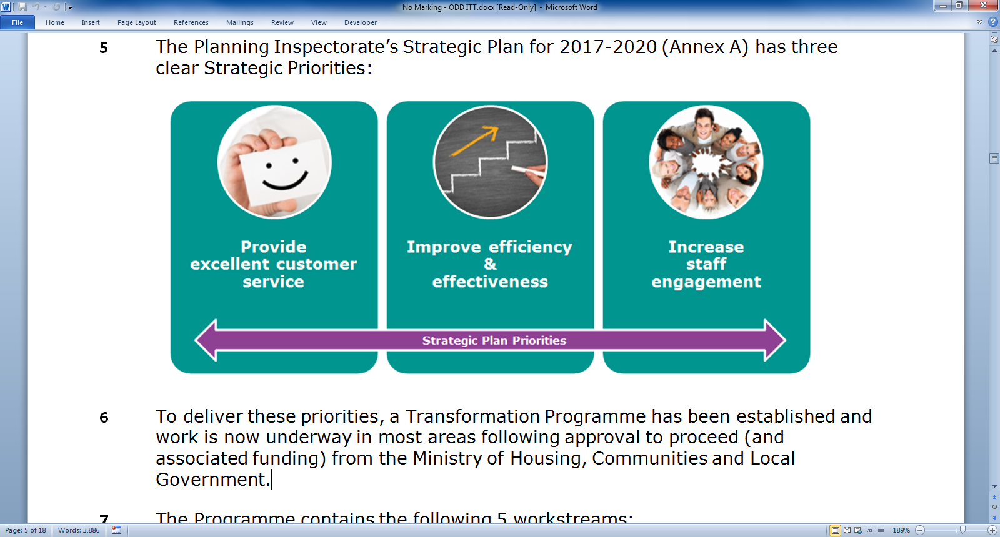 No Marking - ODD ITT.docx [Read-Only] - Microsoft Word
File Home Insert Page Layout References Mailings Review View Developer
5 The Planning Inspectorate’s Strategic Plan for 2017-2020 (Annex A) has three
clear Strategic Priorities:
Provide
excellent customer
service
Improve efficiency
&
effectiveness
Increase
staff
engagement
Strategic Plan Priorities
6 To deliver these priorities, a Transformation Programme has been established and
work is now underway in most areas following approval to proceed (and
associated funding) from the Ministry of Housing, Communities and Local
Government.
7 The Programme contains the following 5 workstreams:
Page: 5 of 18 Words: 3,886 189%